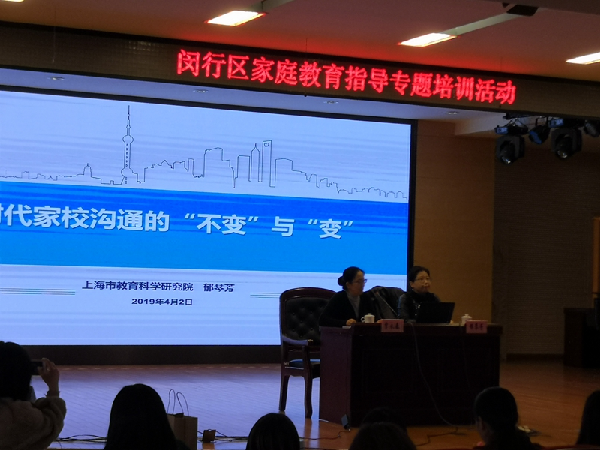 闵行区家庭教育指导专题培训活动
时代家校沟通的“不变”与“变”
上海市教育科学研究院 郁琴芳
2019年4月2日